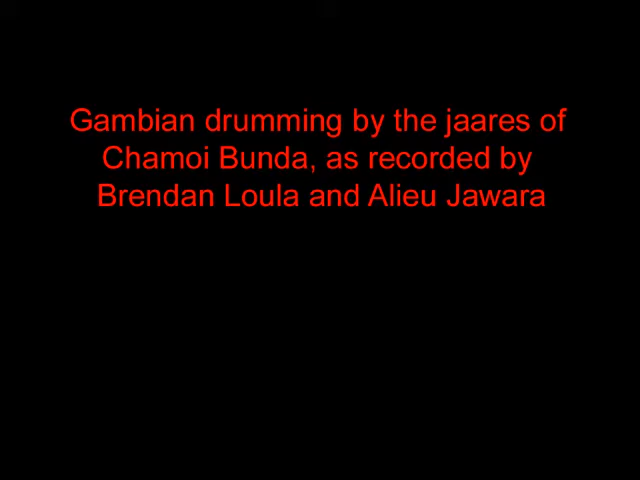 Gambian drumming by the jaares of
Chamoi Bunda, as recorded by
Brendan Loula and Alieu Jawara